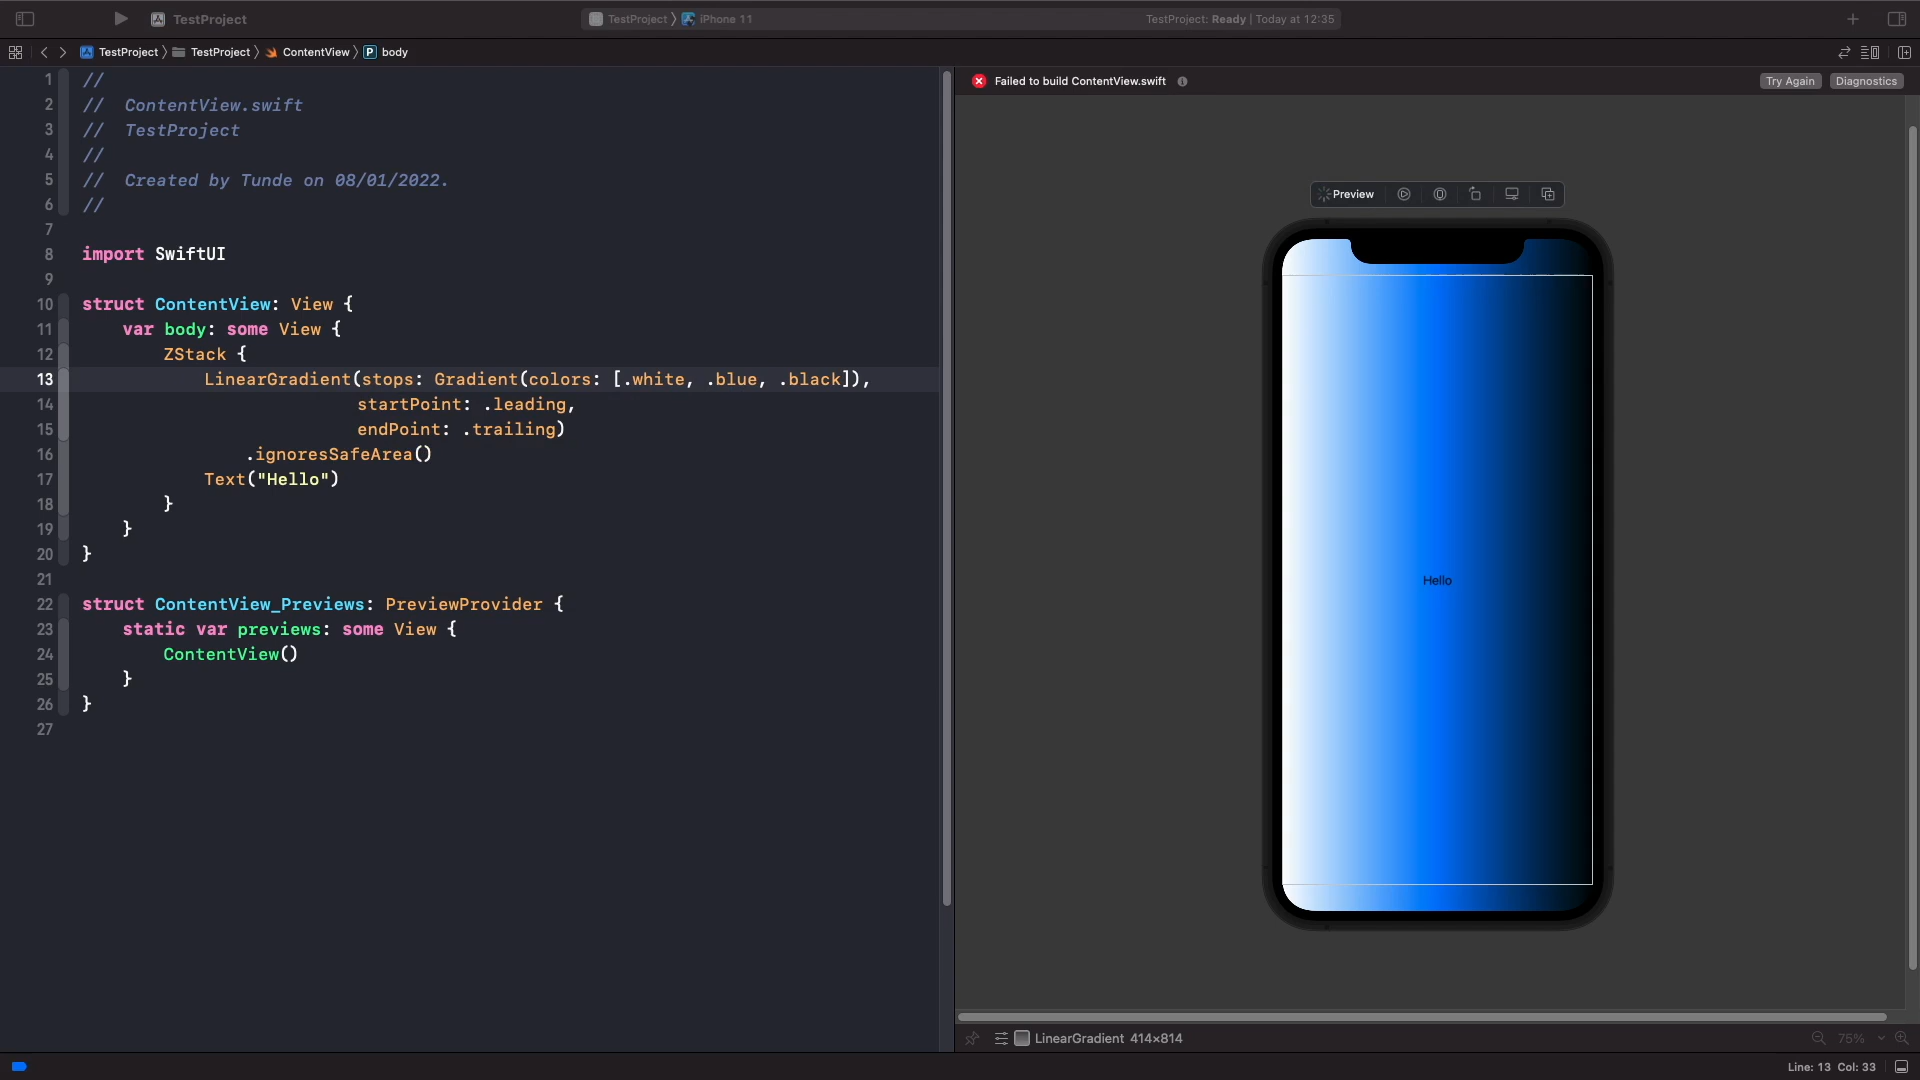 TestProject
TestProject iPhone 11
TestProject: Ready | Today at 12:35
TestProject TestProject ContentView P body
1 //
2 //  ContentView.swift
3 //  TestProject
4 //
5 //  Created by Tunde on 08/01/2022.
6 //
7
8 import SwiftUI
9
10 struct ContentView: View {
11     var body: some View {
12         ZStack {
13             LinearGradient(stops: Gradient(colors: [.white, .blue, .black]),
14                            startPoint: .leading,
15                            endPoint: .trailing)
16                 .ignoresSafeArea()
17             Text("Hello")
18         }
19     }
20 }
21
22 struct ContentView_Previews: PreviewProvider {
23     static var previews: some View {
24         ContentView()
25     }
26 }
27
Failed to build ContentView.swift
Try Again Diagnostics
Preview
Hello
LinearGradient 414×814
75%
Line: 13 Col: 33